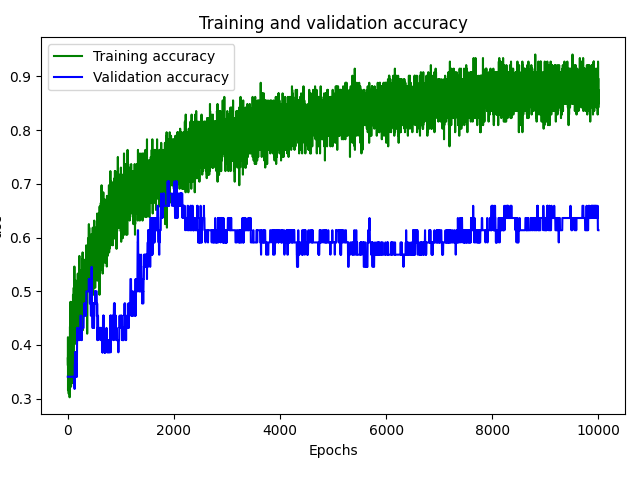 Training and validation accuracy
Training accuracy
Validation accuracy
0.9
0.8
0.7
0.6
0.5
0.4
0.3
0 2000 4000 6000 8000 10000
Epochs